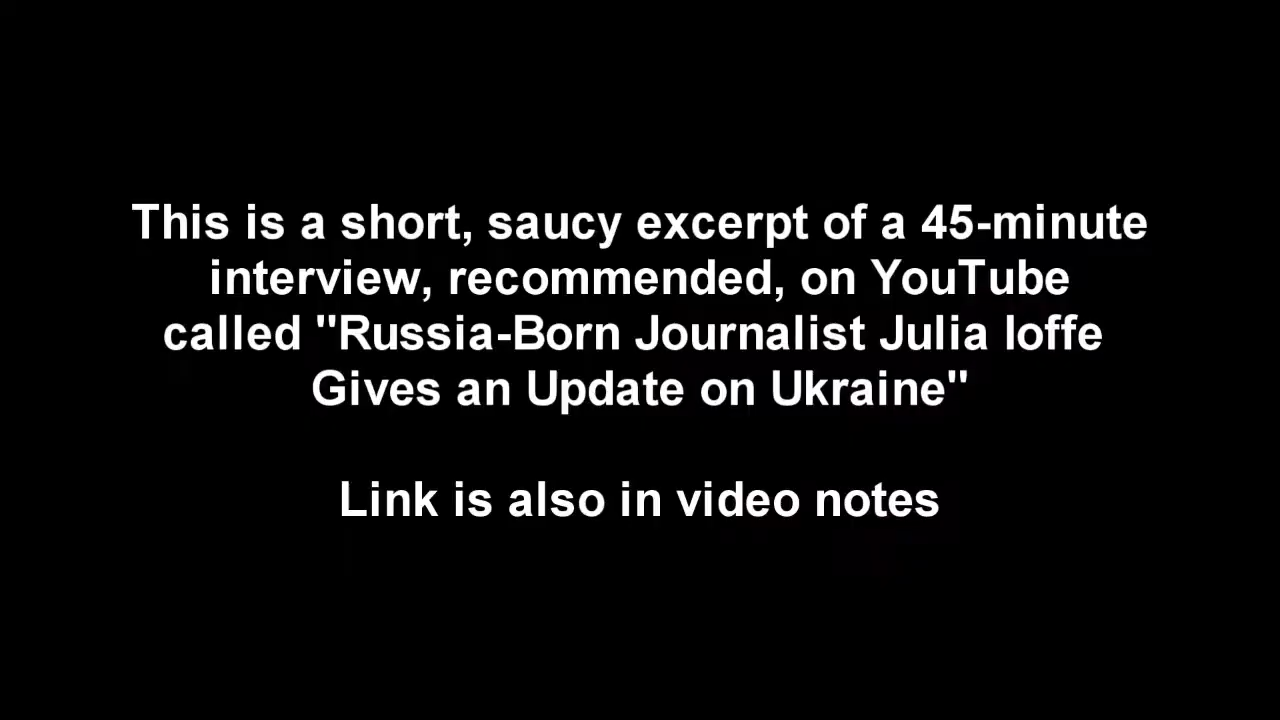 This is a short, saucy excerpt of a 45-minute
interview, recommended, on YouTube
called "Russia-Born Journalist Julia Ioffe
Gives an Update on Ukraine"
Link is also in video notes